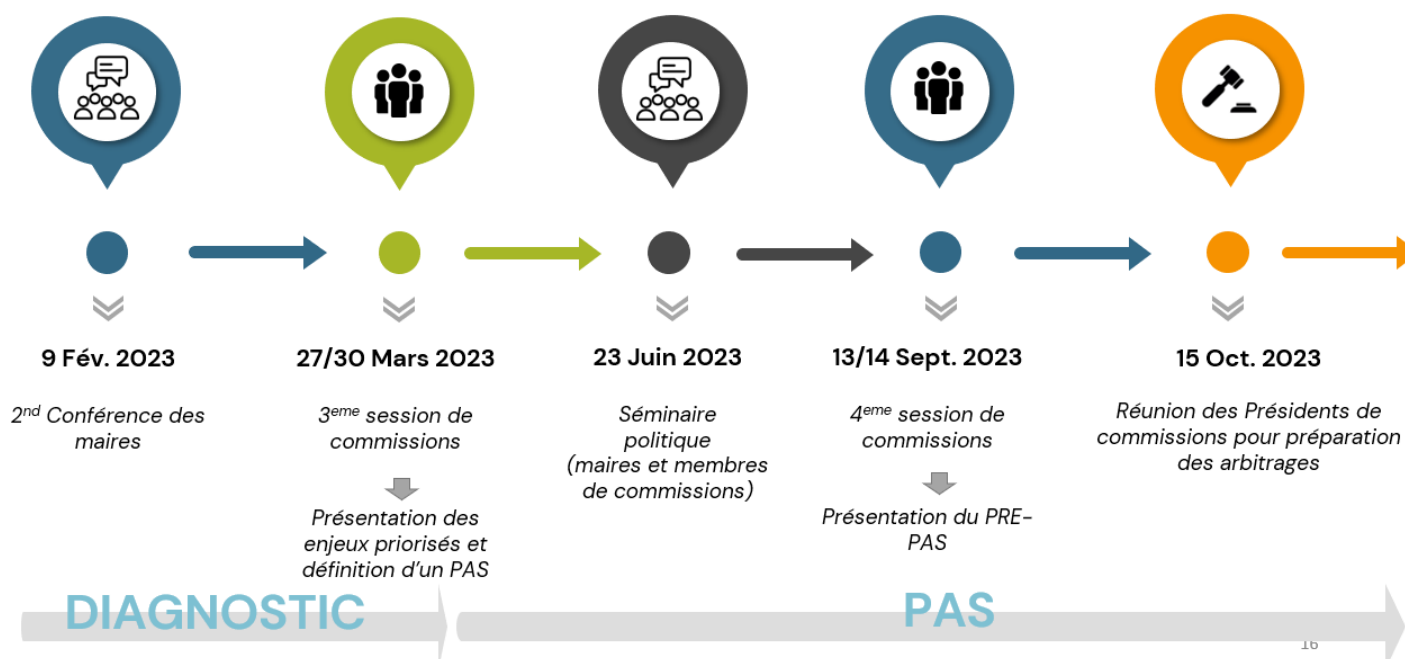 9 Fév. 2023
2nd Conférence des
maires
27/30 Mars 2023
3eme session de
commissions
Présentation des
enjeux priorisés et
définition d’un PAS
23 Juin 2023
Séminaire
politique
(maires et membres
de commissions)
13/14 Sept. 2023
4eme session de
commissions
Présentation du PRE-
PAS
15 Oct. 2023
Réunion des Présidents de
commissions pour préparation
des arbitrages
DIAGNOSTIC
PAS
16